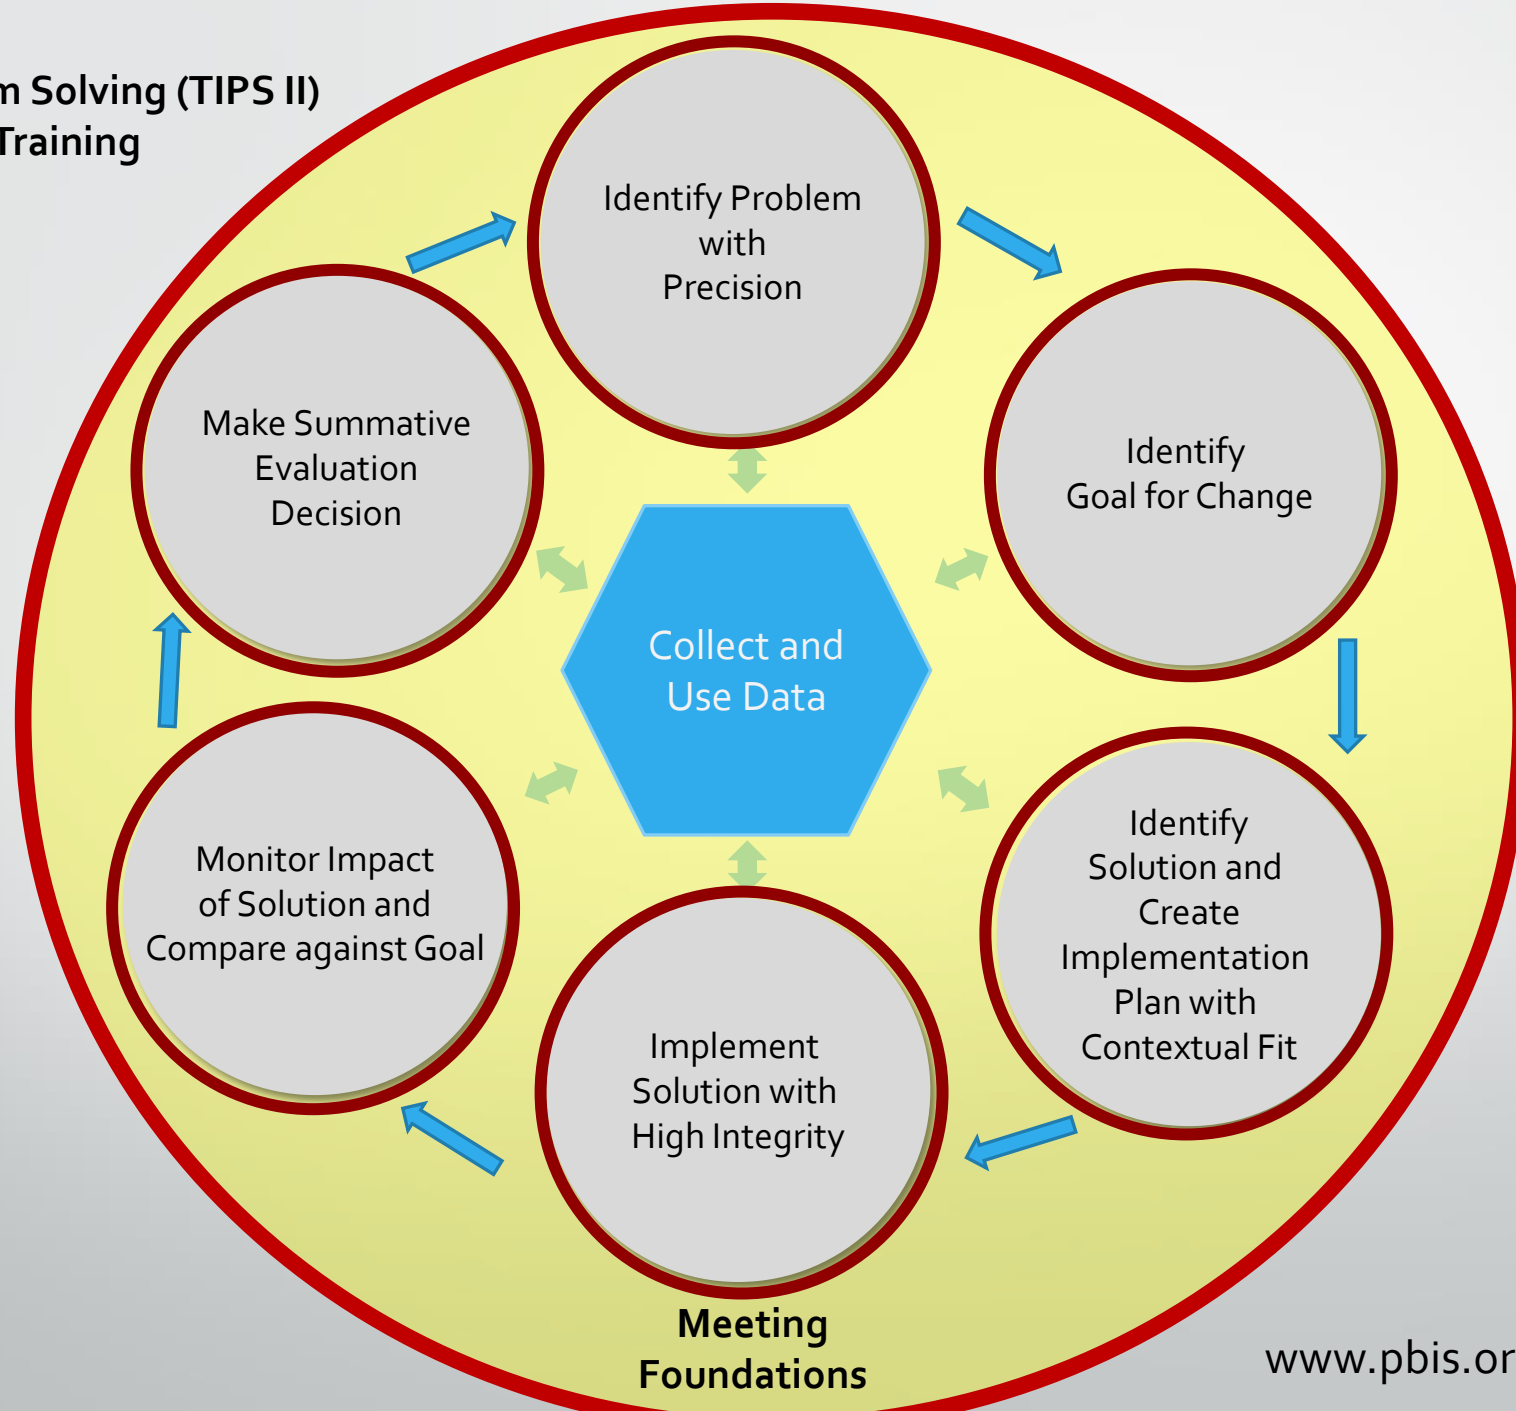 m Solving (TIPS II)
Training
Identify Problem
with
Precision
Identify
Goal for Change
Identify
Solution and
Create
Implementation
Plan with
Contextual Fit
Implement
Solution with
High Integrity
Monitor Impact
of Solution and
Compare against Goal
Make Summative
Evaluation
Decision
Collect and
Use Data
Meeting
Foundations
www.pbis.or